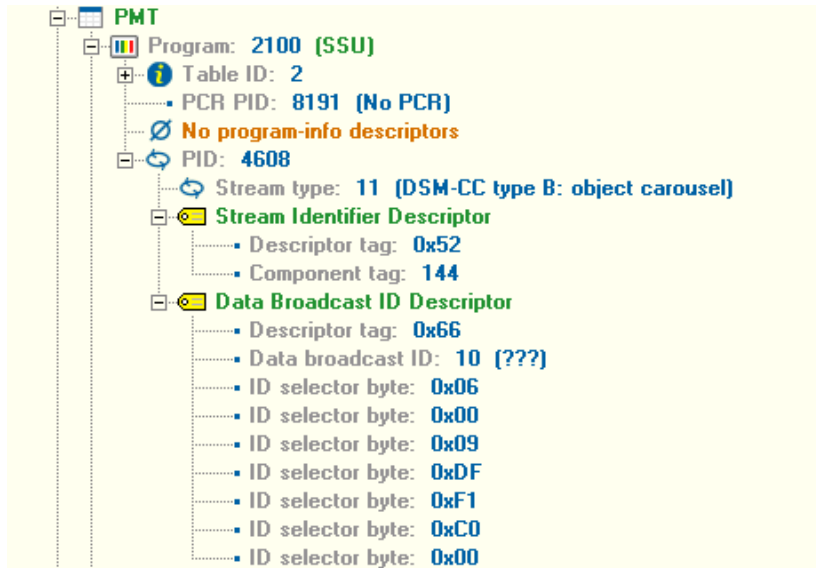 PMT
Program: 2100 (SSU)
Table ID: 2
PCR PID: 8191 (No PCR)
No program-info descriptors
PID: 4608
Stream type: 11 (DSM-CC type B: object carousel)
Stream Identifier Descriptor
Descriptor tag: 0x52
Component tag: 144
Data Broadcast ID Descriptor
Descriptor tag: 0x66
Data broadcast ID: 10 (???)
ID selector byte: 0x06
ID selector byte: 0x00
ID selector byte: 0x09
ID selector byte: 0xDF
ID selector byte: 0xF1
ID selector byte: 0xC0
ID selector byte: 0x00